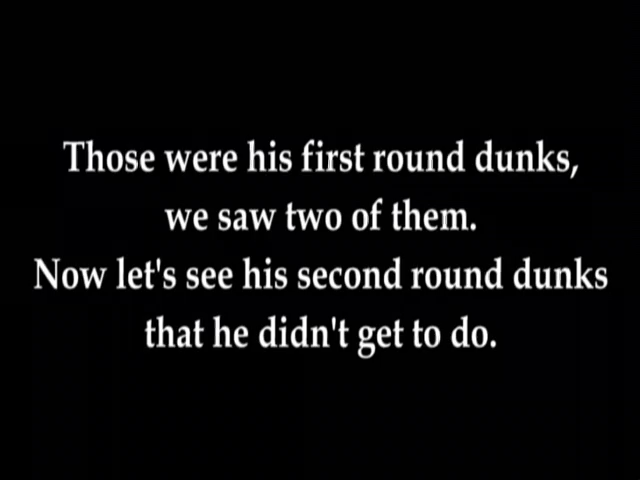 Those were his first round dunks,
we saw two of them.
Now let's see his second round dunks
that he didn't get to do.